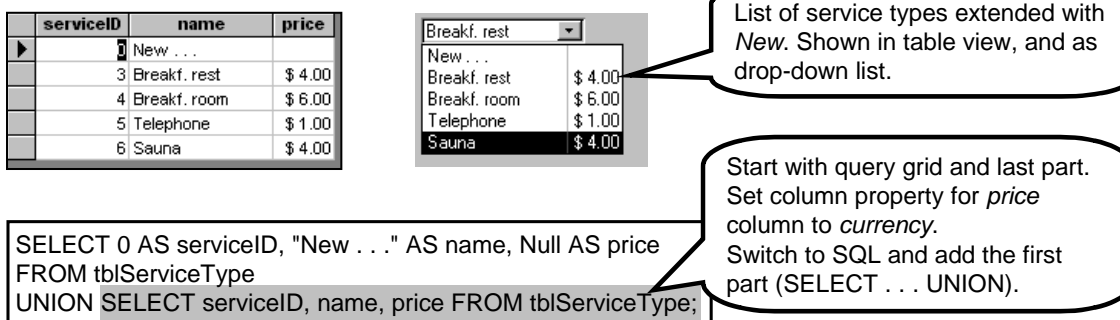 serviceID name price
0 New . . .
3 Breakf. rest $ 4.00
4 Breakf. room $ 6.00
5 Telephone $ 1.00
6 Sauna $ 4.00
Breakf. rest
New . . .
Breakf. rest $ 4.00
Breakf. room $ 6.00
Telephone $ 1.00
Sauna $ 4.00
List of service types extended with
New. Shown in table view, and as
drop-down list.
Start with query grid and last part.
Set column property for price
column to currency.
Switch to SQL and add the first
part (SELECT . . . UNION).
SELECT 0 AS serviceID, "New . . ." AS name, Null AS price
FROM tblServiceType
UNION SELECT serviceID, name, price FROM tblServiceType;